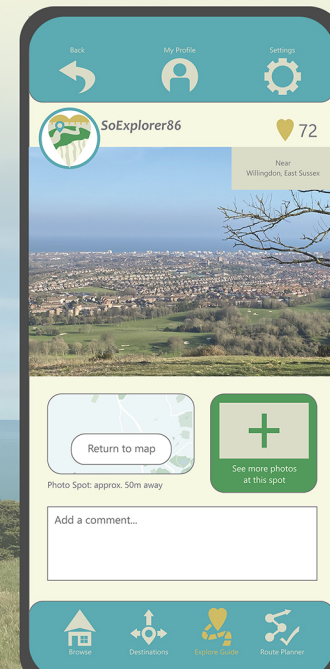 Back
My Profile
Settings
SoExplorer86
72
Near
Willingdon, East Sussex
Return to map
Photo Spot: approx. 50m away
See more photos
at this spot
Add a comment...
Browse
Destinations
Explore Guide
Route Planner